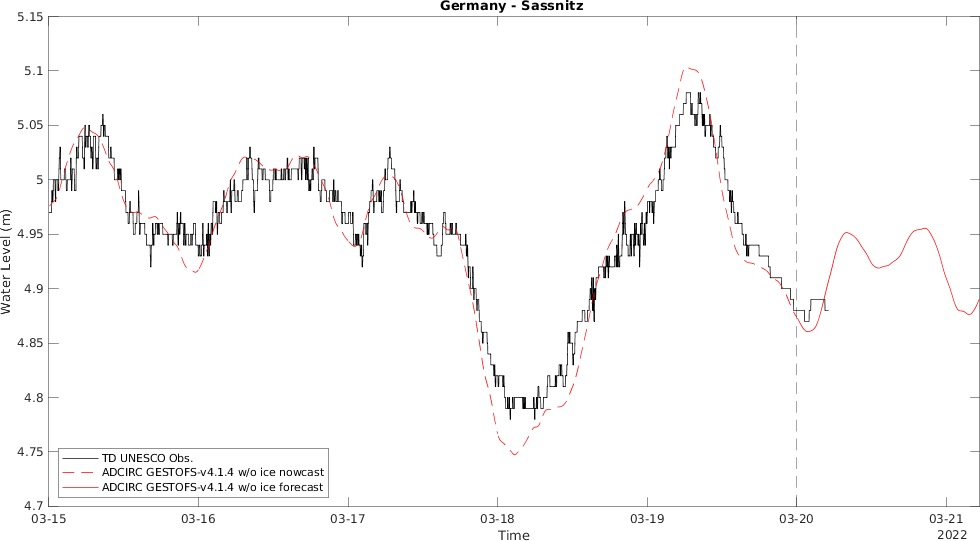 Germany - Sassnitz
5.15
5.1
5.05
5
4.95
4.9
4.85
4.8
4.75
4.7
Water Level (m)
TD UNESCO Obs.
ADCIRC GESTOFS-v4.1.4 w/o ice nowcast
ADCIRC GESTOFS-v4.1.4 w/o ice forecast
03-15 03-16 03-17 03-18 03-19 03-20 03-21
Time
2022